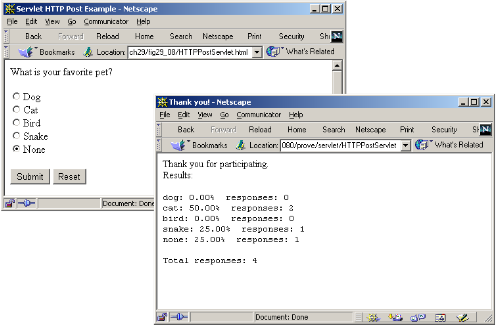 Servlet HTTP Post Example - Netscape
File Edit View Go Communicator Help
Back Forward Reload Home Search Netscape Print Security
Bookmarks Location: ch29/fig29_08/HTTPPostServlet.html What's Related
What is your favorite pet?
Dog
Cat
Bird
Snake
None
Submit Reset
Document: Done
Thank you! - Netscape
File Edit View Go Communicator Help
Back Forward Reload Home Search Netscape Print Security
Bookmarks Location: 080/prove/servlet/HTTPPostServlet What's Related
Thank you for participating.
Results:
dog: 0.00% responses: 0
cat: 50.00% responses: 2
bird: 0.00% responses: 0
snake: 25.00% responses: 1
none: 25.00% responses: 1
Total responses: 4
Document: Done